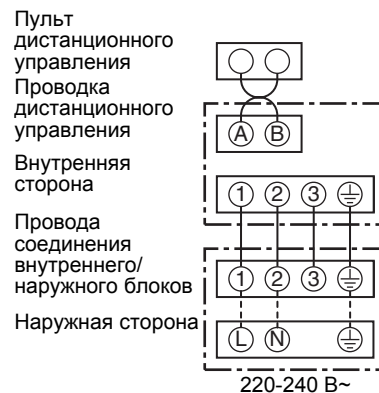 Пульт
дистанционного
управления
Проводка
дистанционного
управления
A B
Внутренняя
сторона
1 2 3
Провода
соединения
внутреннего/
наружного блоков
1 2 3
Наружная сторона
L N
220-240 В~